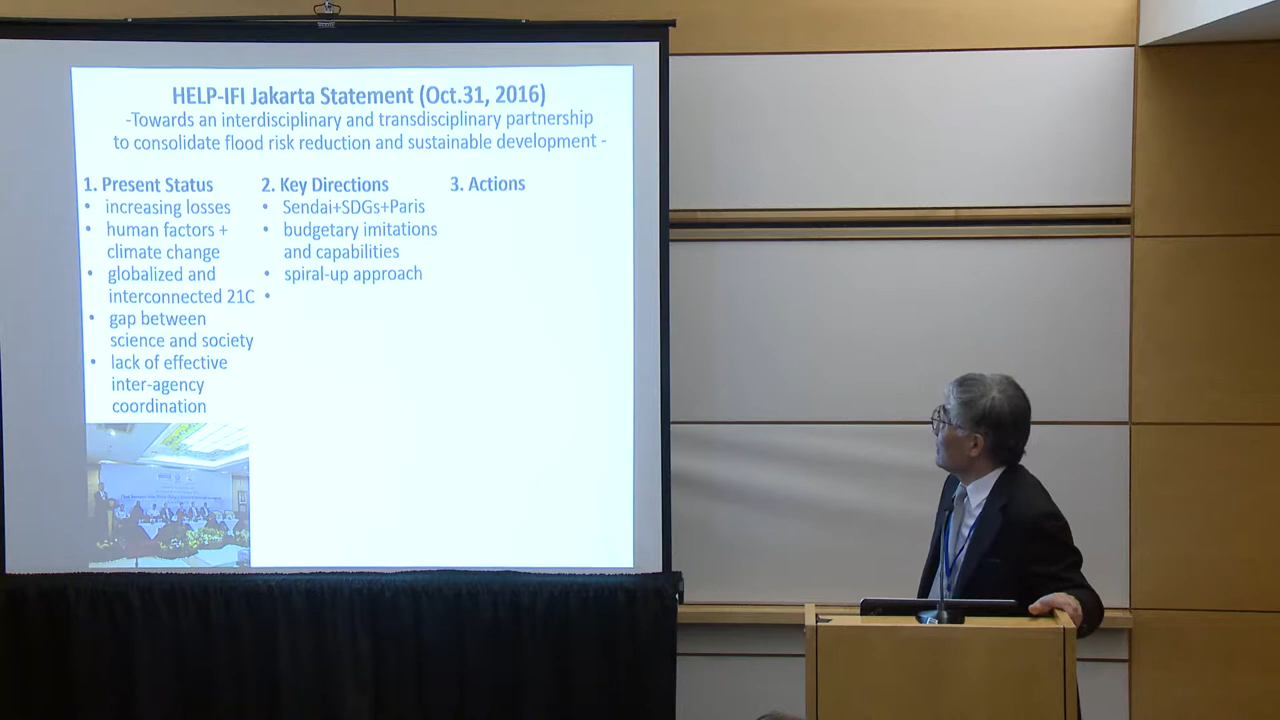 HELP-IFI Jakarta Statement (Oct.31, 2016)
-Towards an interdisciplinary and transdisciplinary partnership
to consolidate flood risk reduction and sustainable development -
1. Present Status
• increasing losses
• human factors +
climate change
• globalized and
interconnected 21C
• gap between
science and society
• lack of effective
inter-agency
coordination
2. Key Directions
• Sendai+SDGs+Paris
• budgetary imitations
and capabilities
• spiral-up approach
•
3. Actions